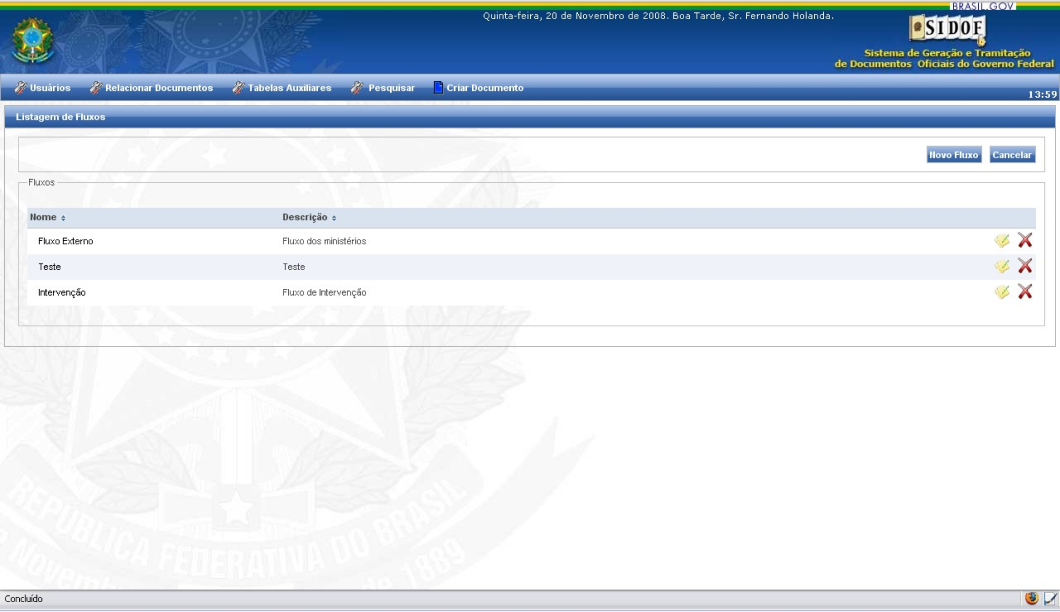 BRASIL.GOV
Quinta-feira, 20 de Novembro de 2008. Boa Tarde, Sr. Fernando Holanda.
SIDOF
Sistema de Geração e Tramitação
de Documentos Oficiais do Governo Federal
Usuários Relacionar Documentos Tabelas Auxiliares Pesquisar Criar Documento
13:59
Listagem de Fluxos
Novo Fluxo Cancelar
Fluxos
Nome Descrição
Fluxo Externo Fluxo dos ministérios
Teste Teste
Intervenção Fluxo de Intervenção
REPÚBLICA FEDERATIVA DO BRASIL
Novemb de 1889
Concluído